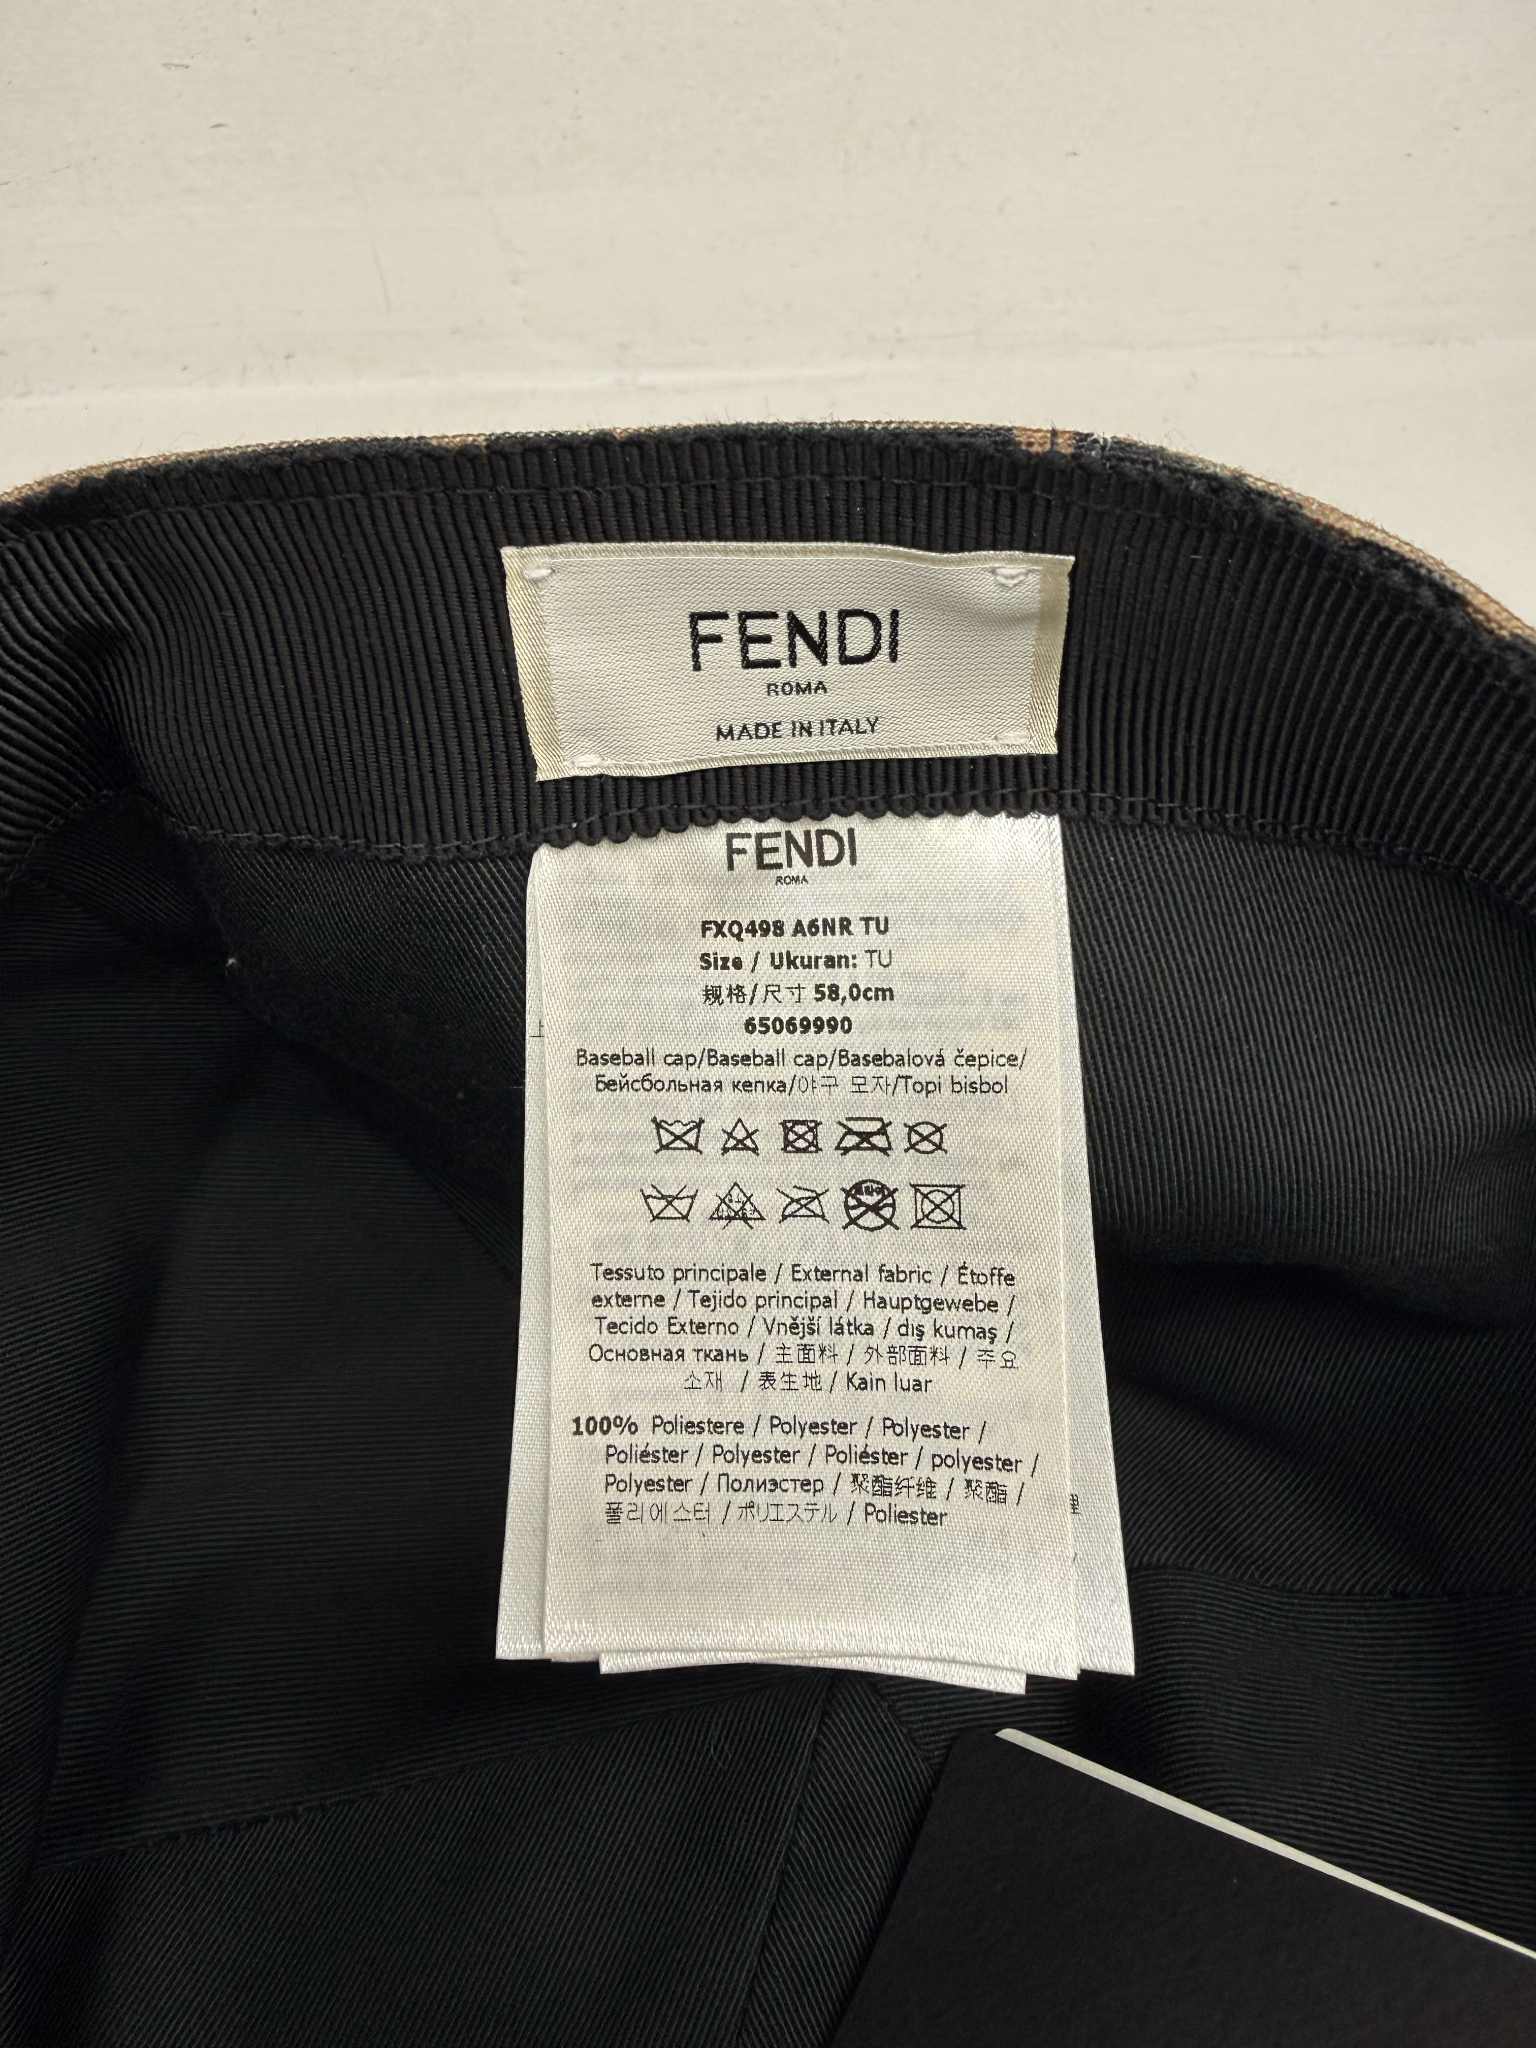 FENDI
ROMA
MADE IN ITALY
FENDI
ROMA
FXQ498 A6NR TU
Size / Ukuran: TU
规格/尺寸 58,0cm
65069990
Baseball cap/Baseball cap/Basebalová čepice/
Бейсбольная кепка/야구 모자/Topi bisbol
Tessuto principale / External fabric / Étoffe
externe / Tejido principal / Hauptgewebe /
Tecido Externo / Vnější látka / dış kumaş /
Основная ткань / 主面料 / 外部面料 / 주요
소재 / 表生地 / Kain luar
100% Poliestere / Polyester / Polyester /
Poliéster / Polyester / Poliéster / polyester /
Polyester / Полиэстер / 聚酯纤维 / 聚酯 /
폴리에스터 / ポリエステル / Poliester